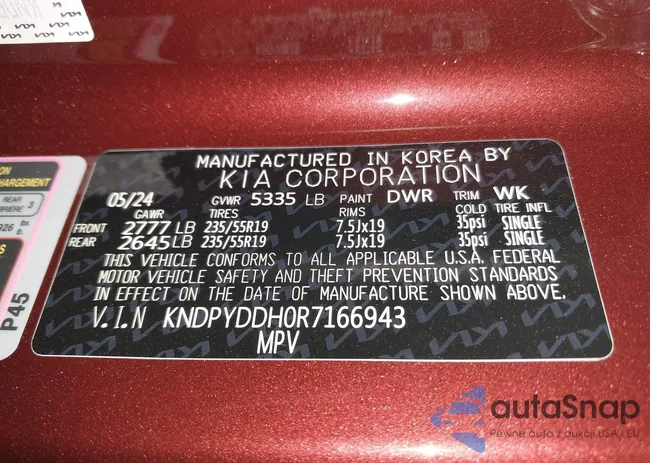 MANUFACTURED IN KOREA BY
KIA CORPORATION
05/24 GVWR 5335 LB PAINT DWR TRIM WK
GAWR TIRES RIMS COLD TIRE INFL
FRONT 2777 LB 235/55R19 7.5Jx19 35psi SINGLE
REAR 2645 LB 235/55R19 7.5Jx19 35psi SINGLE
THIS VEHICLE CONFORMS TO ALL APPLICABLE U.S.A. FEDERAL
MOTOR VEHICLE SAFETY AND THEFT PREVENTION STANDARDS
IN EFFECT ON THE DATE OF MANUFACTURE SHOWN ABOVE.
V.I.N KNDPYDDH0R7166943
MPV
HARGEMENT
REAR 3
P45
autaSnap
Pewne auta z aukcji USA i EU